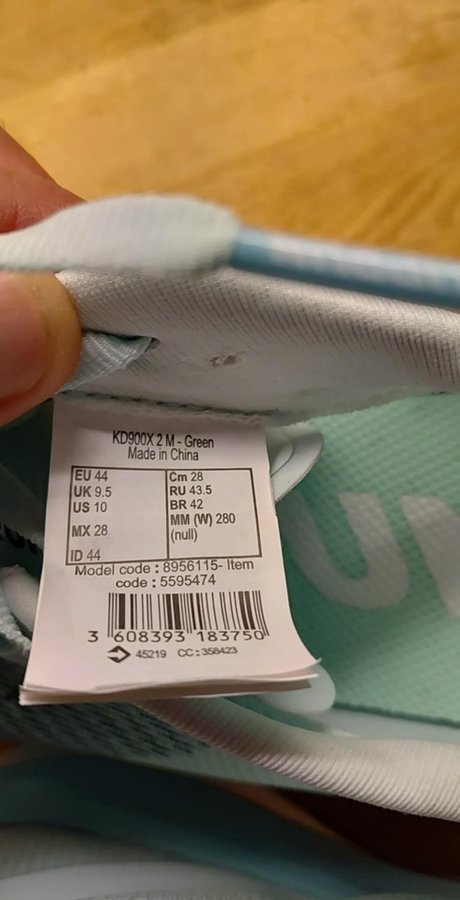 KD900X 2 M - Green
Made in China
EU 44
UK 9.5
US 10
MX 28
ID 44
Cm 28
RU 43.5
BR 42
MM (W) 280
(null)
Model code : 8956115- Item
code : 5595474
3 608393 183750
45219 CC:358423